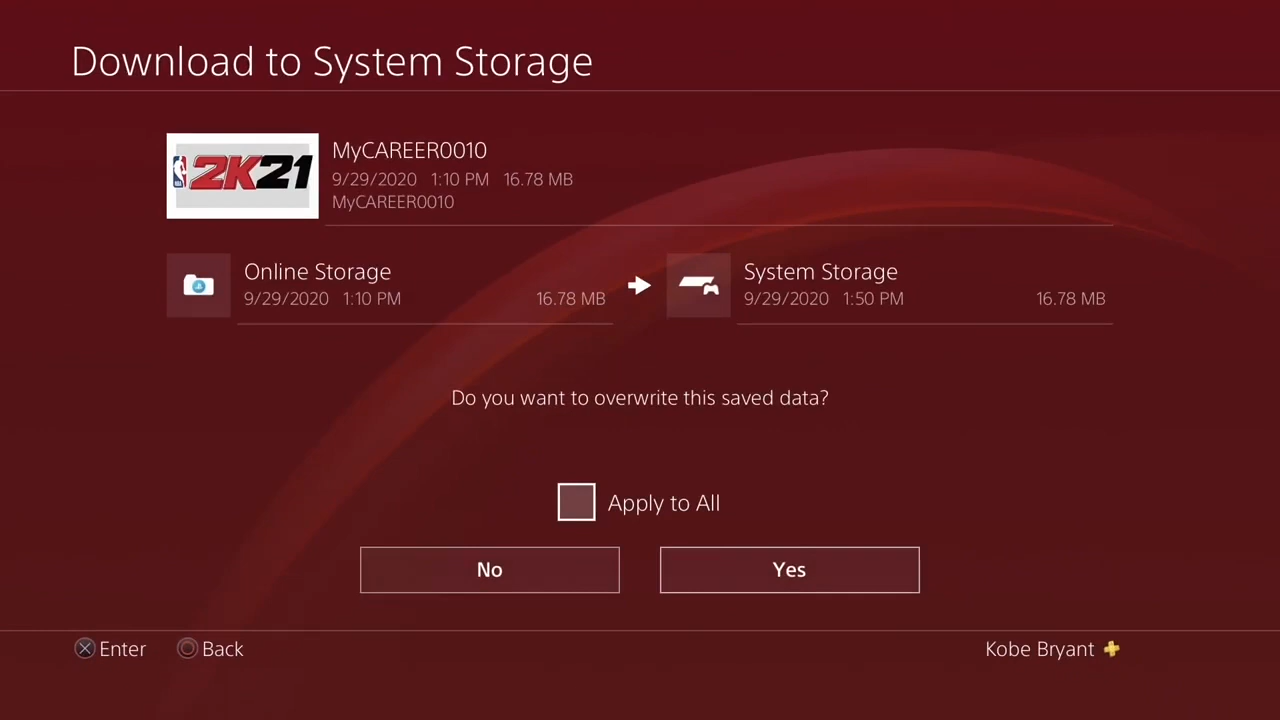 Download to System Storage
2K21
MyCAREER0010
9/29/2020 1:10 PM 16.78 MB
MyCAREER0010
Online Storage
9/29/2020 1:10 PM 16.78 MB
System Storage
9/29/2020 1:50 PM 16.78 MB
Do you want to overwrite this saved data?
Apply to All
No Yes
Enter Back Kobe Bryant